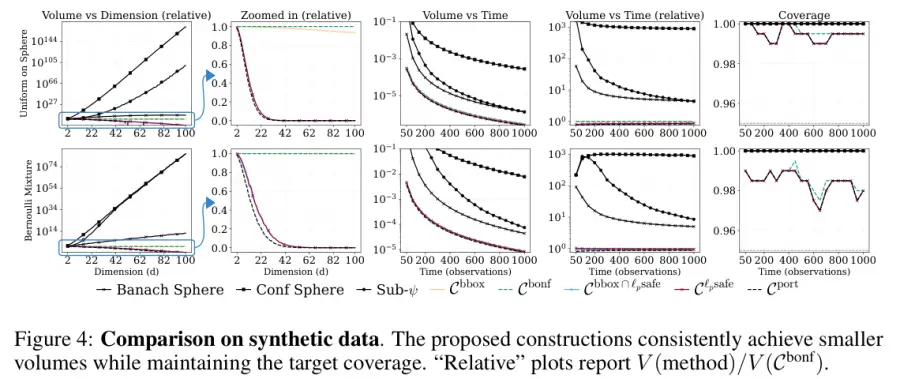 Volume vs Dimension (relative) Zoomed in (relative) Volume vs Time Volume vs Time (relative) Coverage
Uniform on Sphere
10^144
10^105
10^66
10^27
2 22 42 62 82 100
1.0
0.8
0.6
0.4
0.2
0.0
2 22 42 62 82 100
10^−1
10^−5
50 200 400 600 800 1000
10^3
10^2
10^1
10^0
50 200 400 600 800 1000
1.00
0.98
0.96
50 200 400 600 800 1000
Bernoulli Mixture
10^74
10^54
10^34
10^14
2 22 42 62 82 100
Dimension (d)
1.0
0.8
0.6
0.4
0.2
0.0
2 22 42 62 82 100
Dimension (d)
10^−1
10^−2
10^−3
10^−4
10^−5
50 200 400 600 800 1000
Time (observations)
10^3
10^2
10^1
10^0
50 200 400 600 800 1000
Time (observations)
1.00
0.98
0.96
50 200 400 600 800 1000
Time (observations)
Banach Sphere Conf Sphere Sub-ψ C^bbox C^bonf C^bbox ∩ ℓp safe C^ℓp safe C^port
Figure 4: Comparison on synthetic data. The proposed constructions consistently achieve smaller
volumes while maintaining the target coverage. “Relative” plots report V(method)/V(C^bonf).